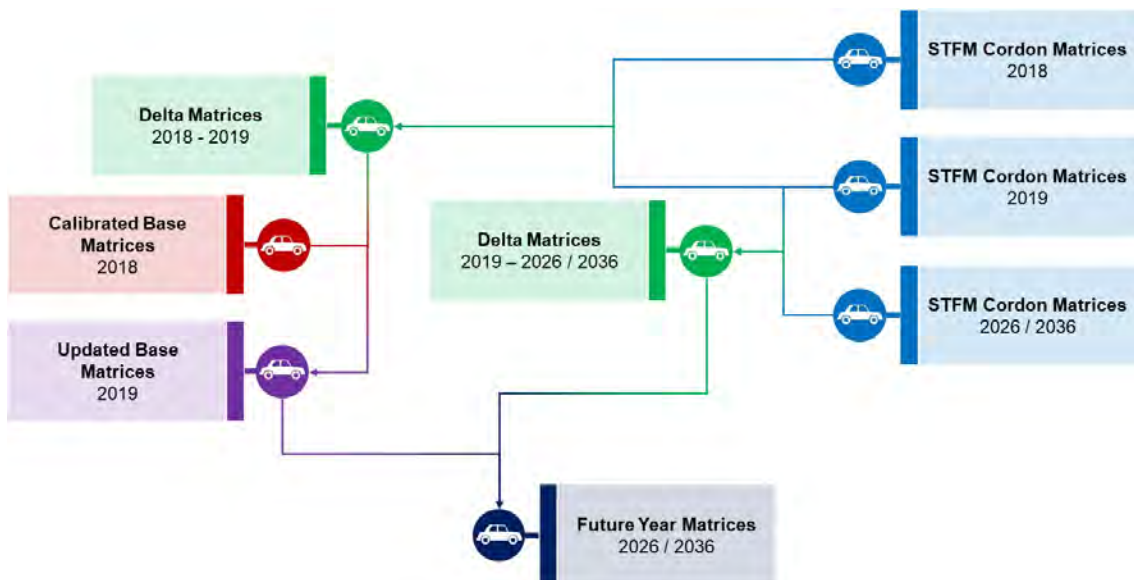 STFM Cordon Matrices
2018
Delta Matrices
2018 - 2019
STFM Cordon Matrices
2019
Calibrated Base
Matrices
2018
Delta Matrices
2019 – 2026 / 2036
STFM Cordon Matrices
2026 / 2036
Updated Base
Matrices
2019
Future Year Matrices
2026 / 2036